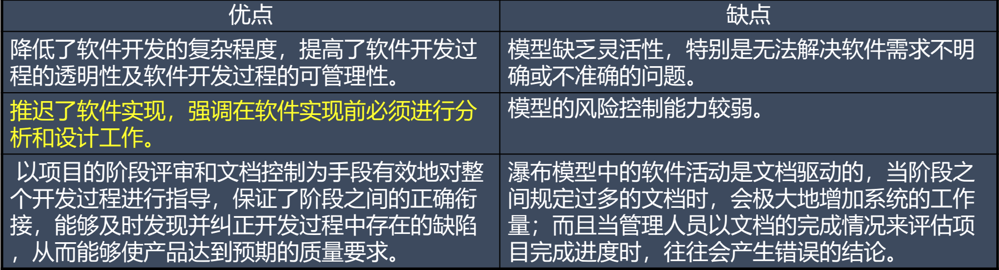 优点
缺点
降低了软件开发的复杂程度，提高了软件开发过
程的透明性及软件开发过程的可管理性。
模型缺乏灵活性，特别是无法解决软件需求不明
确或不准确的问题。
推迟了软件实现，强调在软件实现前必须进行分
析和设计工作。
模型的风险控制能力较弱。
以项目的阶段评审和文档控制为手段有效地对整
个开发过程进行指导，保证了阶段之间的正确衔
接，能够及时发现并纠正开发过程中存在的缺陷
，从而能够使产品达到预期的质量要求。
瀑布模型中的软件活动是文档驱动的，当阶段之
间规定过多的文档时，会极大地增加系统的工作
量；而且当管理人员以文档的完成情况来评估项
目完成进度时，往往会产生错误的结论。